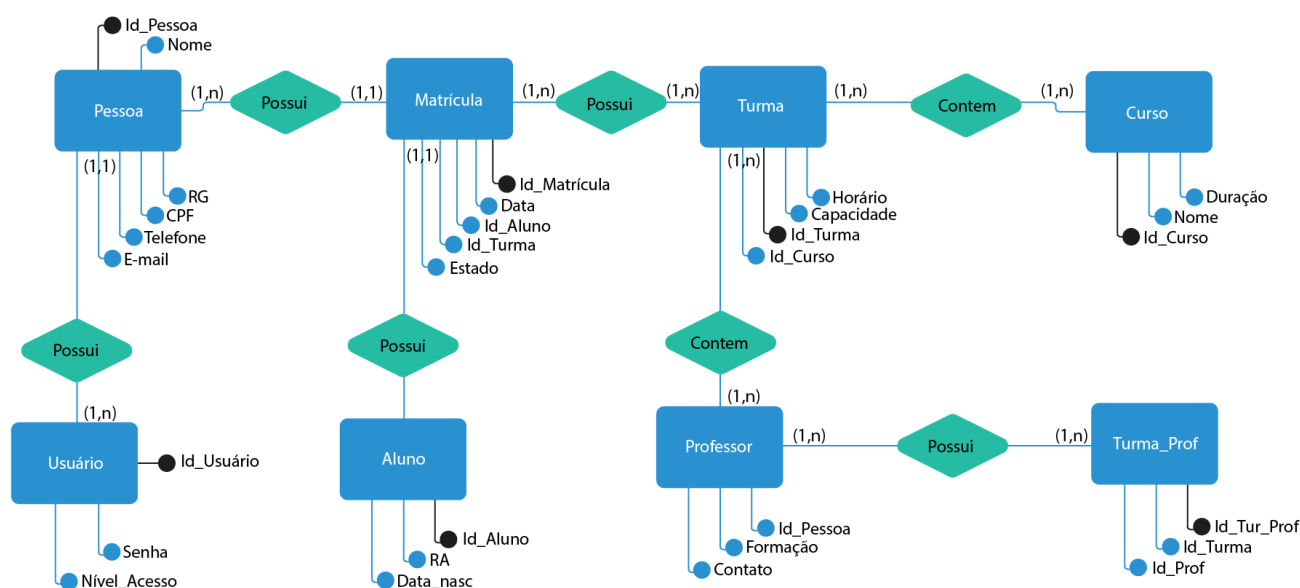 Id_Pessoa
Nome
Pessoa
(1,n)
Possui
(1,1)
Matrícula
(1,n)
Possui
(1,n)
Turma
(1,n)
Contem
(1,n)
Curso
(1,1)
RG
CPF
Telefone
E-mail
(1,1)
Id_Matrícula
Data
Id_Aluno
Id_Turma
Estado
(1,n)
Horário
Capacidade
Id_Turma
Id_Curso
Duração
Nome
Id_Curso
Possui
Possui
Contem
(1,n)
Usuário
Id_Usuário
Senha
Nível_Acesso
Aluno
Id_Aluno
RA
Data_nasc
(1,n)
Professor
(1,n)
Possui
(1,n)
Turma_Prof
Id_Pessoa
Formação
Contato
Id_Tur_Prof
Id_Turma
Id_Prof